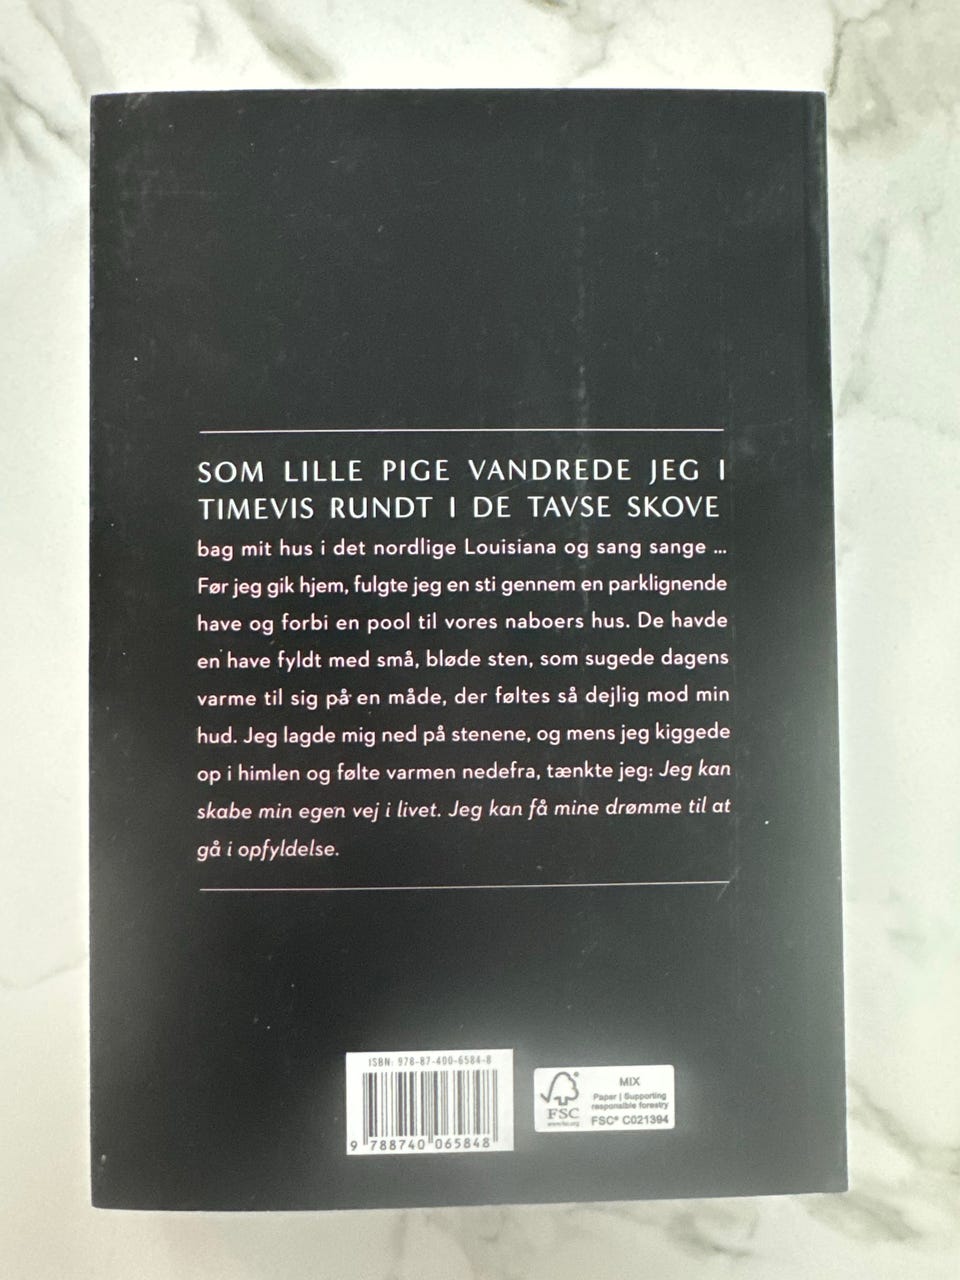 SOM LILLE PIGE VANDREDE JEG I
TIMEVIS RUNDT I DE TAVSE SKOVE
bag mit hus i det nordlige Louisiana og sang sange ...
Før jeg gik hjem, fulgte jeg en sti gennem en parklignende
have og forbi en pool til vores naboers hus. De havde
en have fyldt med små, bløde sten, som sugede dagens
varme til sig på en måde, der føltes så dejlig mod min
hud. Jeg lagde mig ned på stenene, og mens jeg kiggede
op i himlen og følte varmen nedefra, tænkte jeg: Jeg kan
skabe min egen vej i livet. Jeg kan få mine drømme til at
gå i opfyldelse.
ISBN: 978-87-400-6584-8
9 788740 065848
FSC
www.fsc.org
MIX
Paper | Supporting
responsible forestry
FSC® C021394